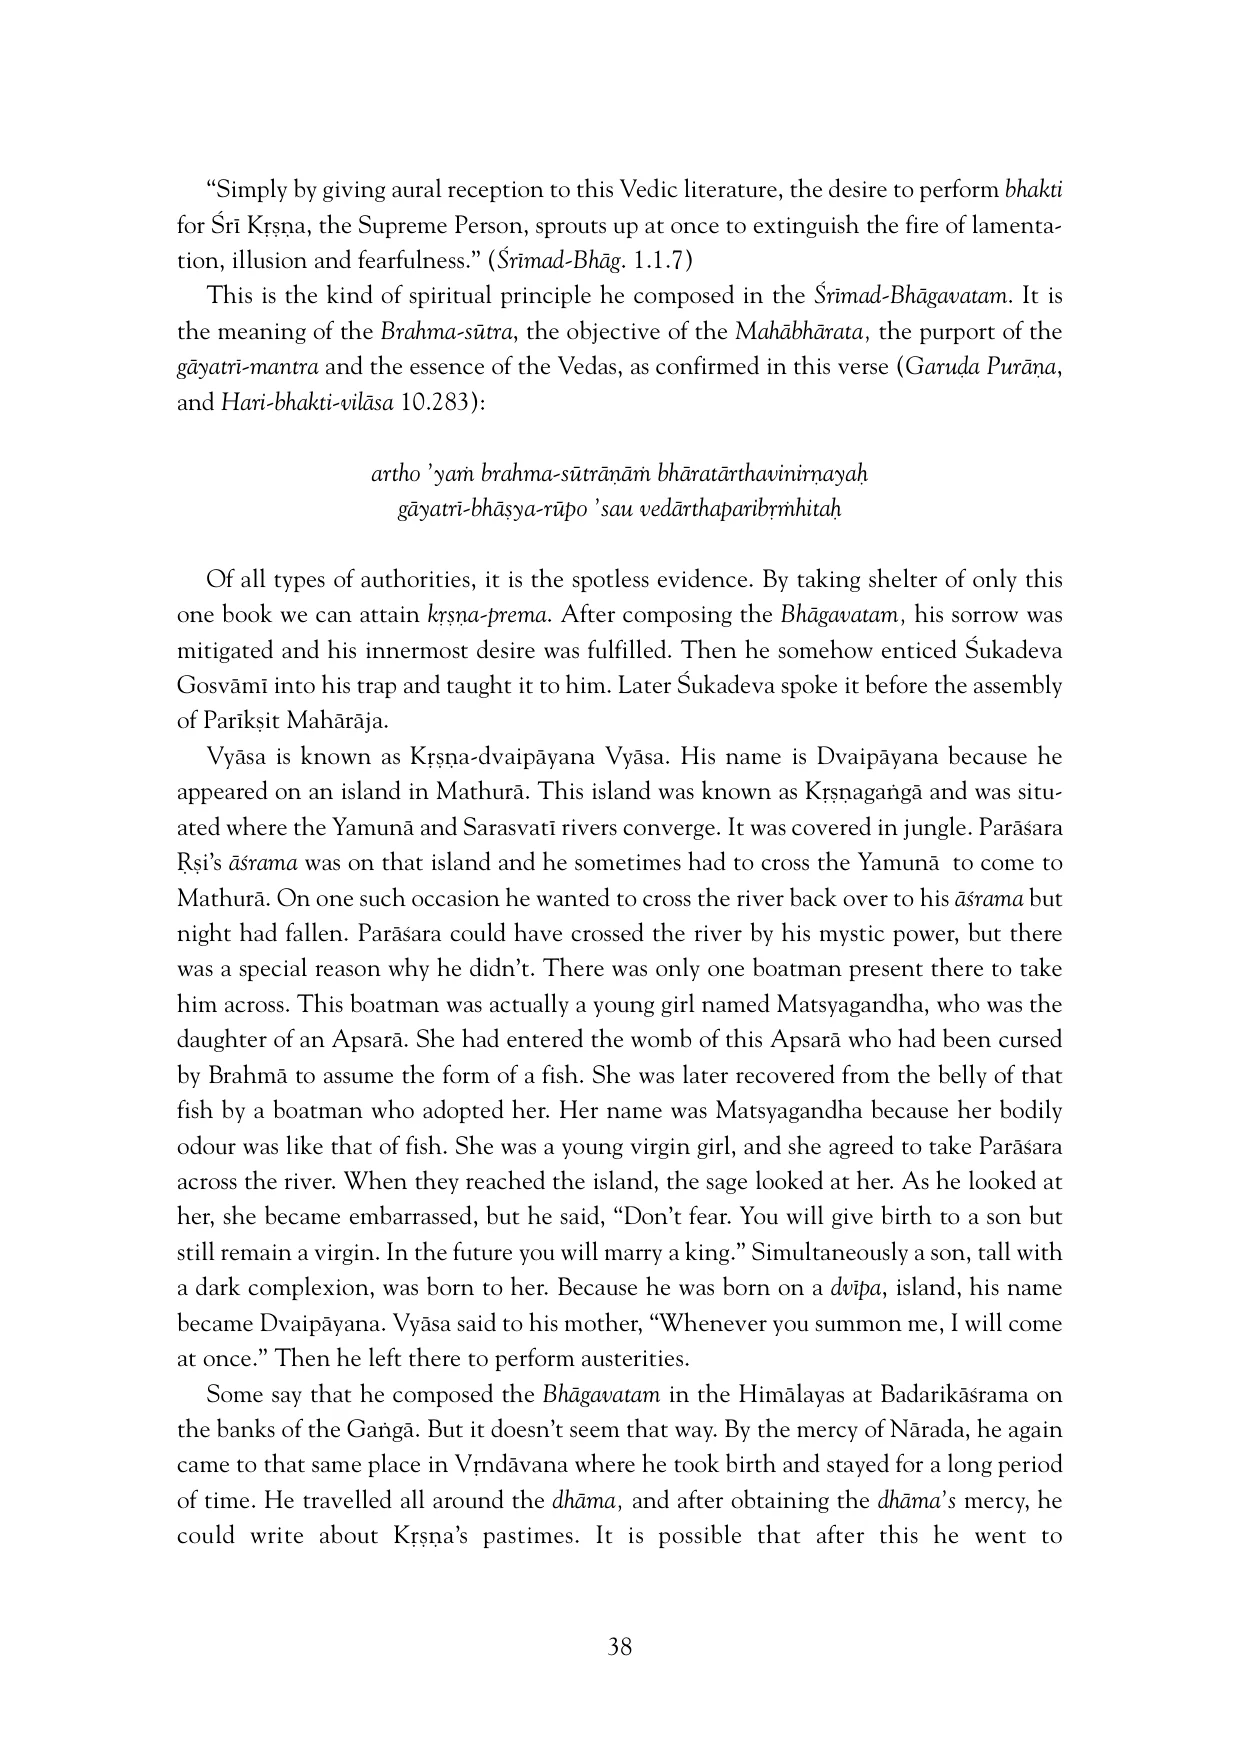 “Simply by giving aural reception to this Vedic literature, the desire to perform bhakti
for Śrī Kṛṣṇa, the Supreme Person, sprouts up at once to extinguish the fire of lamenta-
tion, illusion and fearfulness.” (Śrīmad-Bhāg. 1.1.7)
This is the kind of spiritual principle he composed in the Śrīmad-Bhāgavatam. It is
the meaning of the Brahma-sūtra, the objective of the Mahābhārata, the purport of the
gāyatrī-mantra and the essence of the Vedas, as confirmed in this verse (Garuḍa Purāṇa,
and Hari-bhakti-vilāsa 10.283):
artho ’yaṁ brahma-sūtrāṇāṁ bhāratārthavinirṇayaḥ
gāyatrī-bhāṣya-rūpo ’sau vedārthaparibṛṁhitaḥ
Of all types of authorities, it is the spotless evidence. By taking shelter of only this
one book we can attain kṛṣṇa-prema. After composing the Bhāgavatam, his sorrow was
mitigated and his innermost desire was fulfilled. Then he somehow enticed Śukadeva
Gosvāmī into his trap and taught it to him. Later Śukadeva spoke it before the assembly
of Parīkṣit Mahārāja.
Vyāsa is known as Kṛṣṇa-dvaipāyana Vyāsa. His name is Dvaipāyana because he
appeared on an island in Mathurā. This island was known as Kṛṣṇagaṅgā and was situ-
ated where the Yamunā and Sarasvatī rivers converge. It was covered in jungle. Parāśara
Ṛṣi’s āśrama was on that island and he sometimes had to cross the Yamunā to come to
Mathurā. On one such occasion he wanted to cross the river back over to his āśrama but
night had fallen. Parāśara could have crossed the river by his mystic power, but there
was a special reason why he didn’t. There was only one boatman present there to take
him across. This boatman was actually a young girl named Matsyagandha, who was the
daughter of an Apsarā. She had entered the womb of this Apsarā who had been cursed
by Brahmā to assume the form of a fish. She was later recovered from the belly of that
fish by a boatman who adopted her. Her name was Matsyagandha because her bodily
odour was like that of fish. She was a young virgin girl, and she agreed to take Parāśara
across the river. When they reached the island, the sage looked at her. As he looked at
her, she became embarrassed, but he said, “Don’t fear. You will give birth to a son but
still remain a virgin. In the future you will marry a king.” Simultaneously a son, tall with
a dark complexion, was born to her. Because he was born on a dvīpa, island, his name
became Dvaipāyana. Vyāsa said to his mother, “Whenever you summon me, I will come
at once.” Then he left there to perform austerities.
Some say that he composed the Bhāgavatam in the Himālayas at Badarikāśrama on
the banks of the Gaṅgā. But it doesn’t seem that way. By the mercy of Nārada, he again
came to that same place in Vṛndāvana where he took birth and stayed for a long period
of time. He travelled all around the dhāma, and after obtaining the dhāma’s mercy, he
could write about Kṛṣṇa’s pastimes. It is possible that after this he went to
38